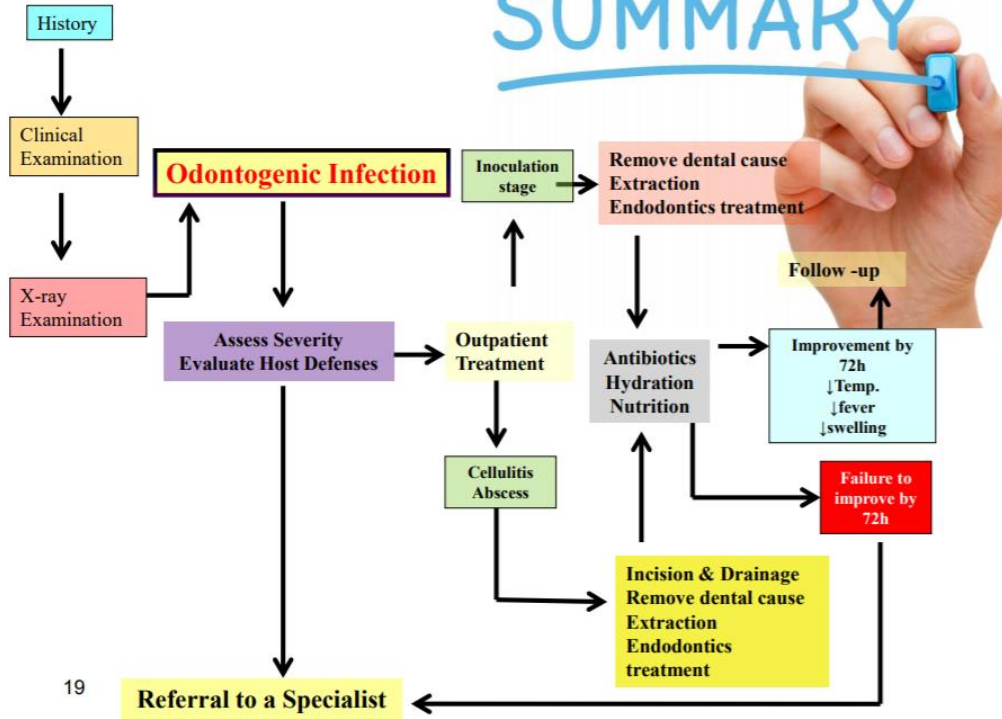 SUMMARY
History
Clinical
Examination
X-ray
Examination
Odontogenic Infection
Assess Severity
Evaluate Host Defenses
Outpatient
Treatment
Inoculation
stage
Remove dental cause
Extraction
Endodontics treatment
Cellulitis
Abscess
Incision & Drainage
Remove dental cause
Extraction
Endodontics
treatment
Antibiotics
Hydration
Nutrition
Improvement by
72h
↓Temp.
↓fever
↓swelling
Follow -up
Failure to
improve by
72h
Referral to a Specialist
19